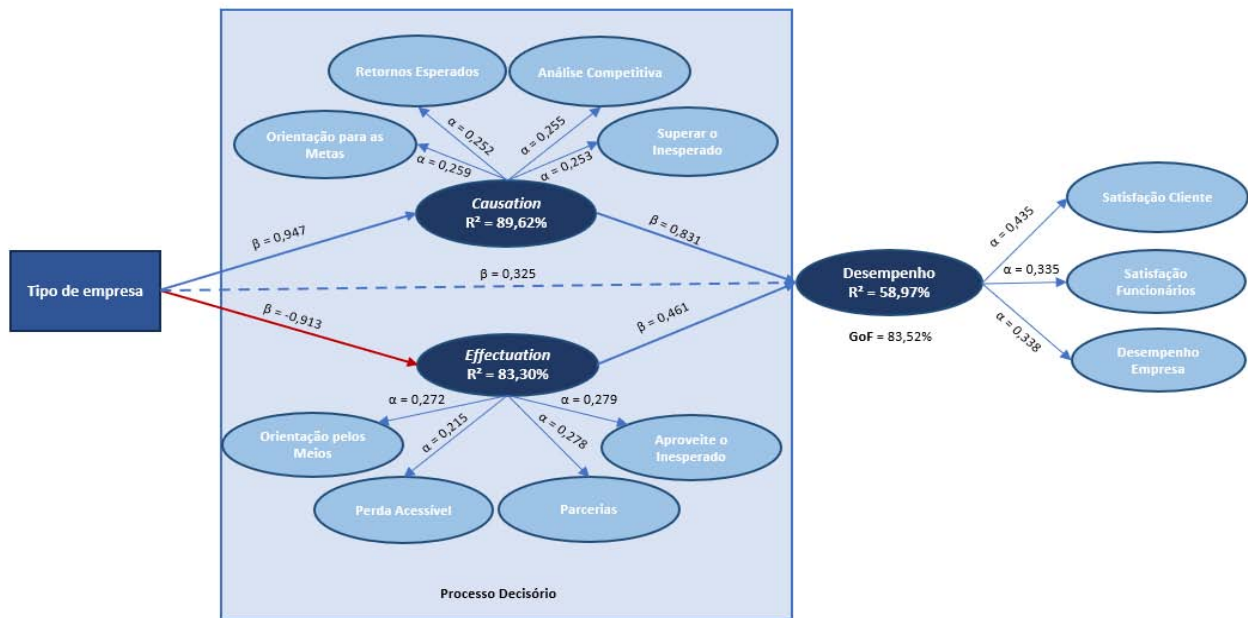 Retornos Esperados
Análise Competitiva
Orientação para as
Metas
Superar o
Inesperado
α = 0,252
α = 0,255
α = 0,259
α = 0,253
Causation
R² = 89,62%
β = 0,947
β = 0,831
Tipo de empresa
β = 0,325
β = -0,913
β = 0,461
Effectuation
R² = 83,30%
α = 0,272
α = 0,279
α = 0,215
α = 0,278
Orientação pelos
Meios
Aproveite o
Inesperado
Perda Acessível
Parcerias
Processo Decisório
Desempenho
R² = 58,97%
GoF = 83,52%
α = 0,435
α = 0,335
α = 0,338
Satisfação Cliente
Satisfação
Funcionários
Desempenho
Empresa